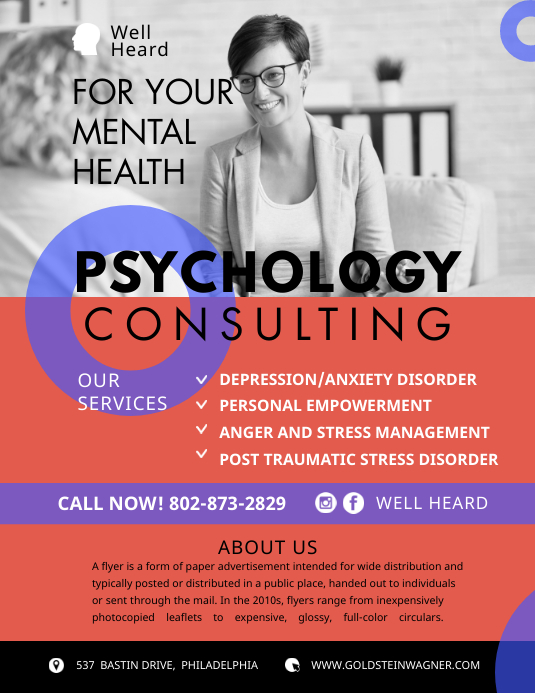 Well
Heard
FOR YOUR
MENTAL
HEALTH
PSYCHOLOGY
CONSULTING
OUR
SERVICES
DEPRESSION/ANXIETY DISORDER
PERSONAL EMPOWERMENT
ANGER AND STRESS MANAGEMENT
POST TRAUMATIC STRESS DISORDER
CALL NOW! 802-873-2829
WELL HEARD
ABOUT US
A flyer is a form of paper advertisement intended for wide distribution and
typically posted or distributed in a public place, handed out to individuals
or sent through the mail. In the 2010s, flyers range from inexpensively
photocopied leaflets to expensive, glossy, full-color circulars.
537 BASTIN DRIVE, PHILADELPHIA
WWW.GOLDSTEINWAGNER.COM